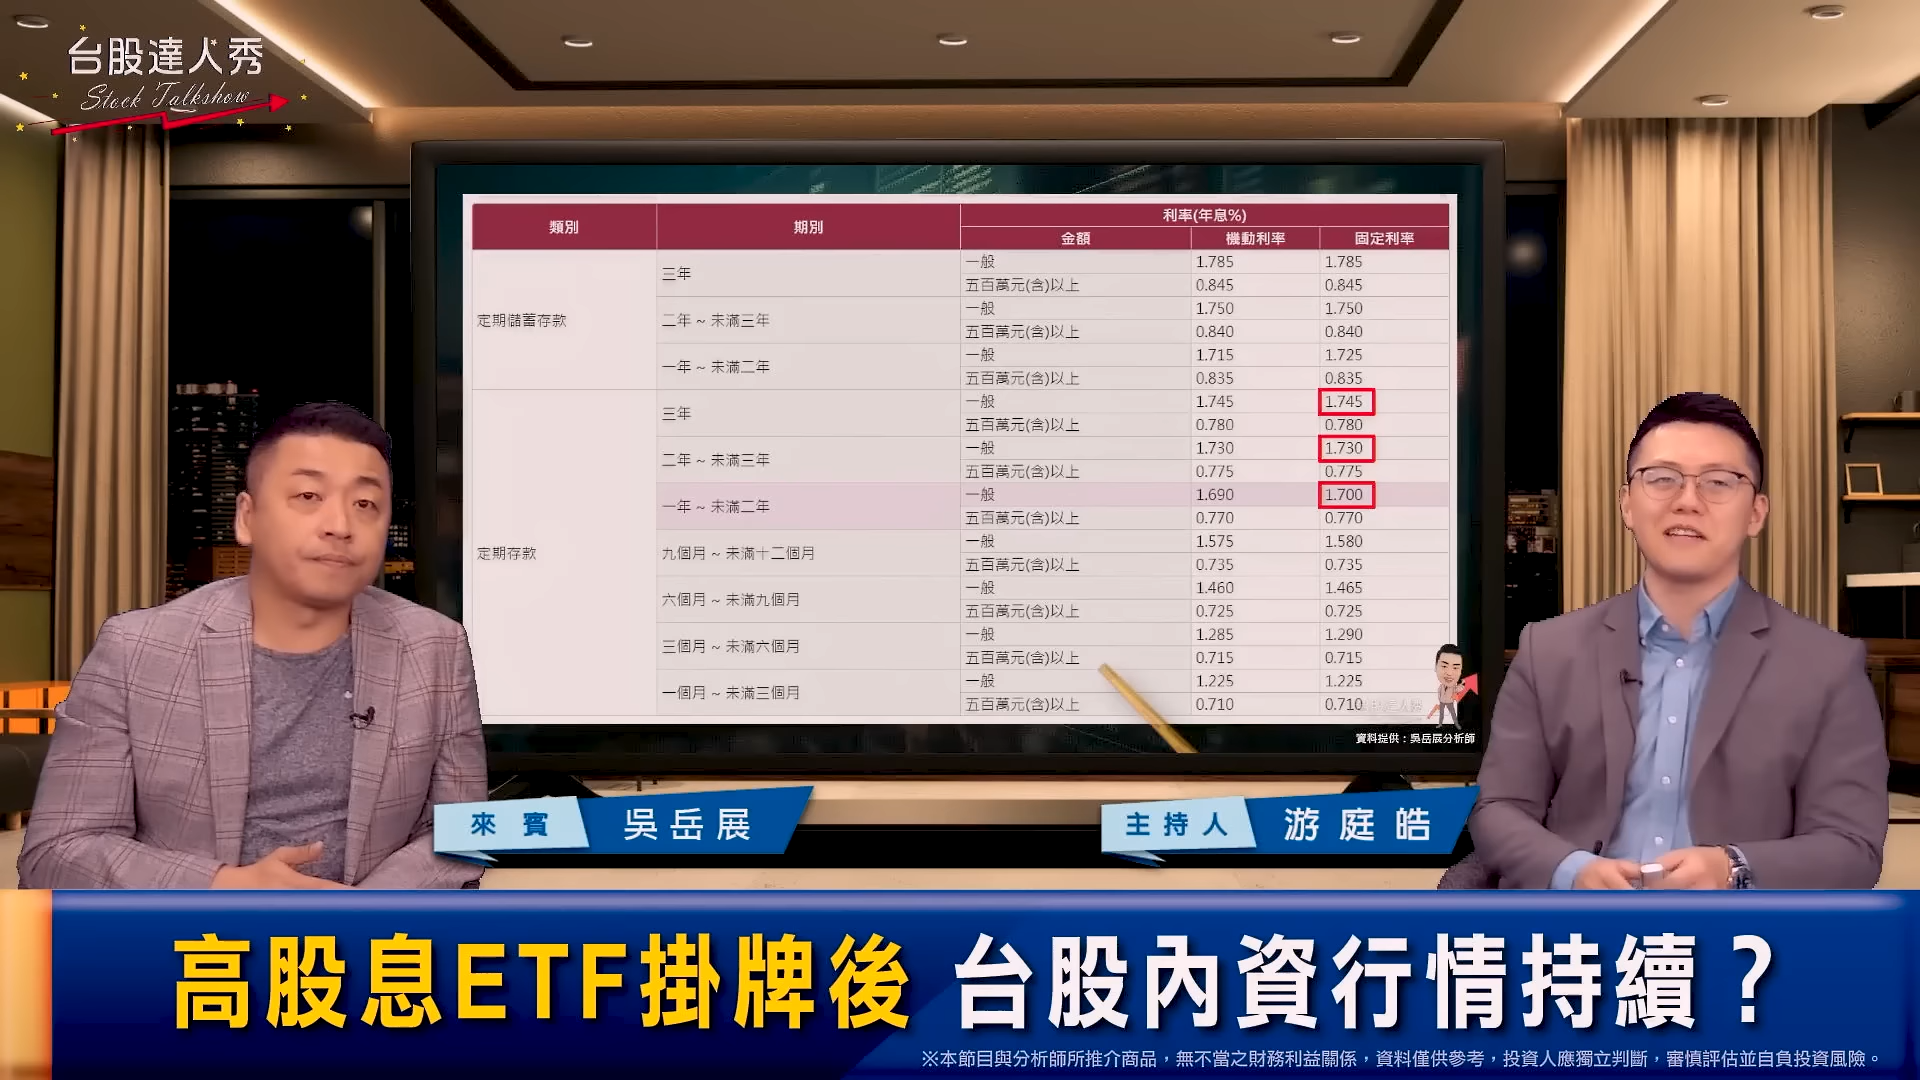 台股達人秀
Stock Talkshow
類別 期別 利率(年息%)
金額 機動利率 固定利率
定期儲蓄存款 三年 一般 1.785 1.785
五百萬元(含)以上 0.845 0.845
二年 ~ 未滿三年 一般 1.750 1.750
五百萬元(含)以上 0.840 0.840
一年 ~ 未滿二年 一般 1.715 1.725
五百萬元(含)以上 0.835 0.835
定期存款 三年 一般 1.745 1.745
五百萬元(含)以上 0.780 0.780
二年 ~ 未滿三年 一般 1.730 1.730
五百萬元(含)以上 0.775 0.775
一年 ~ 未滿二年 一般 1.690 1.700
五百萬元(含)以上 0.770 0.770
九個月 ~ 未滿十二個月 一般 1.575 1.580
五百萬元(含)以上 0.735 0.735
六個月 ~ 未滿九個月 一般 1.460 1.465
五百萬元(含)以上 0.725 0.725
三個月 ~ 未滿六個月 一般 1.285 1.290
五百萬元(含)以上 0.715 0.715
一個月 ~ 未滿三個月 一般 1.225 1.225
五百萬元(含)以上 0.710 0.710
資料提供：吳岳展分析師
來賓 吳岳展
主持人 游庭皓
高股息ETF掛牌後 台股內資行情持續？
※本節目與分析師所推介商品，無不當之財務利益關係，資料僅供參考，投資人應獨立判斷，審慎評估並自負投資風險。